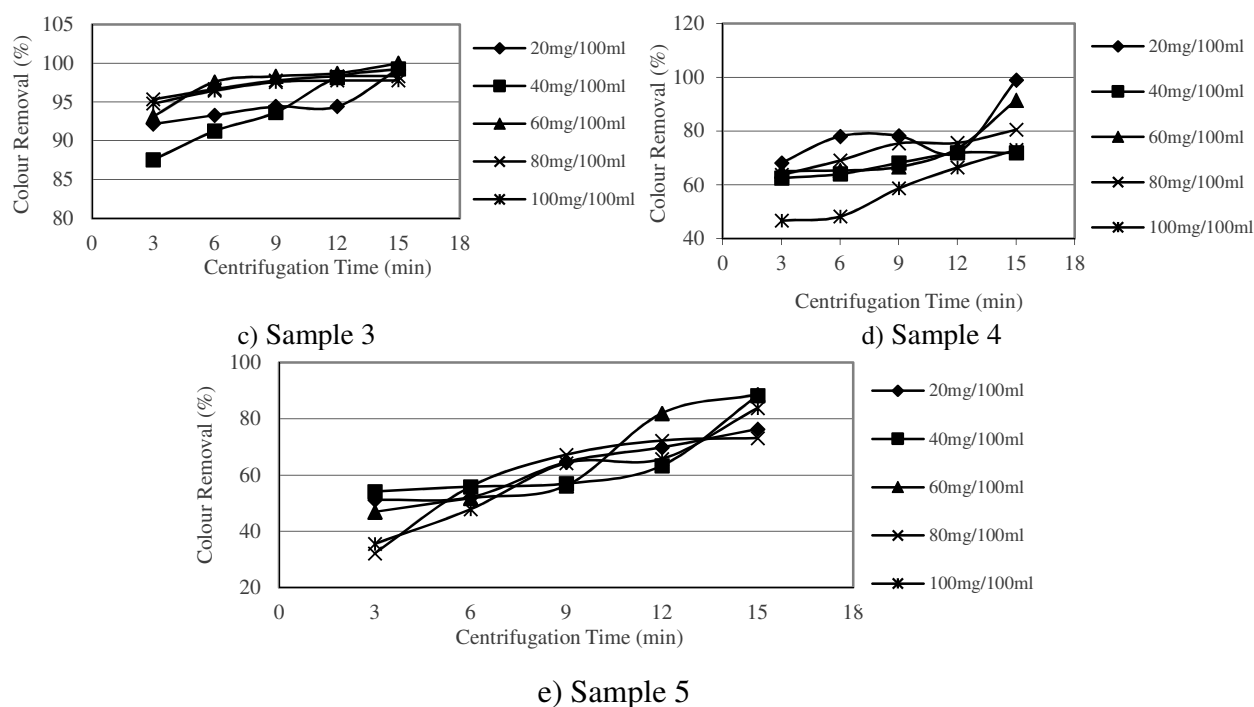 105
100
95
90
85
80
Colour Removal (%)
0 3 6 9 12 15 18
Centrifugation Time (min)
20mg/100ml
40mg/100ml
60mg/100ml
80mg/100ml
100mg/100ml
c) Sample 3
120
100
80
60
40
Colour Removal (%)
0 3 6 9 12 15 18
Centrifugation Time (min)
20mg/100ml
40mg/100ml
60mg/100ml
80mg/100ml
100mg/100ml
d) Sample 4
100
80
60
40
20
Colour Removal (%)
0 3 6 9 12 15 18
Centrifugation Time (min)
20mg/100ml
40mg/100ml
60mg/100ml
80mg/100ml
100mg/100ml
e) Sample 5